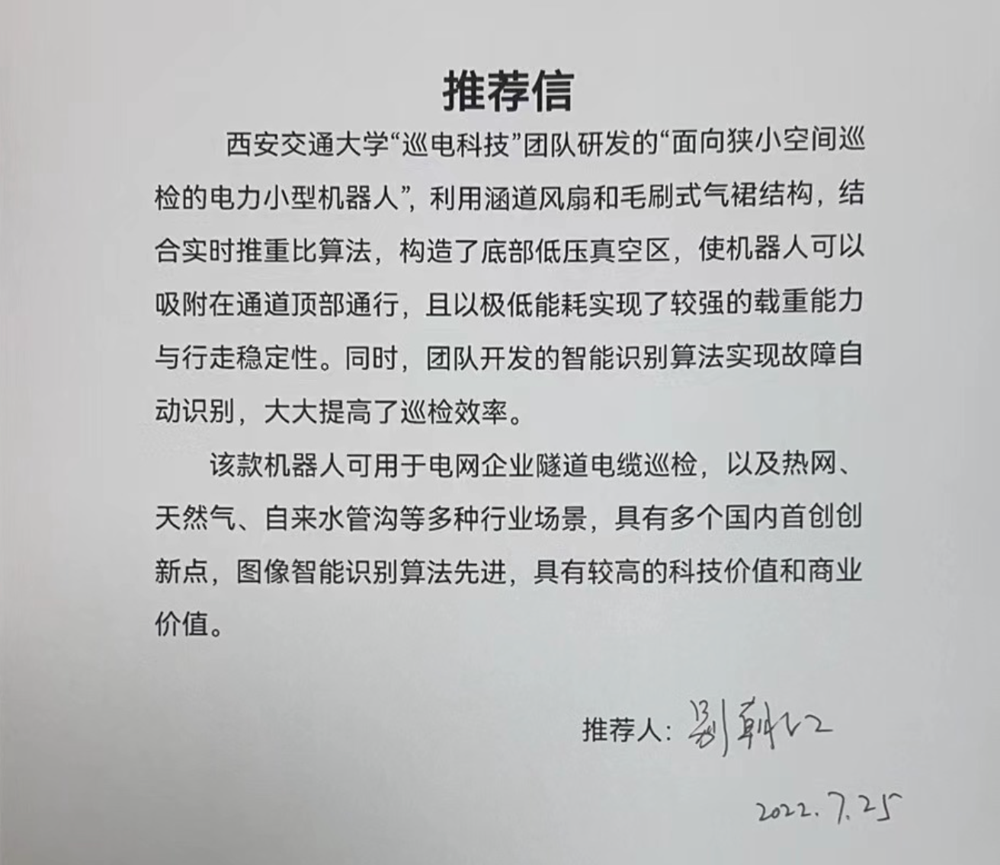 推荐信
西安交通大学“巡电科技”团队研发的“面向狭小空间巡
检的电力小型机器人”，利用涵道风扇和毛刷式气裙结构，结
合实时推重比算法，构造了底部低压真空区，使机器人可以
吸附在通道顶部通行，且以极低能耗实现了较强的载重能力
与行走稳定性。同时，团队开发的智能识别算法实现故障自
动识别，大大提高了巡检效率。
该款机器人可用于电网企业隧道电缆巡检，以及热网、
天然气、自来水管沟等多种行业场景，具有多个国内首创创
新点，图像智能识别算法先进，具有较高的科技价值和商业
价值。
推荐人：别朝红
2022.7.25